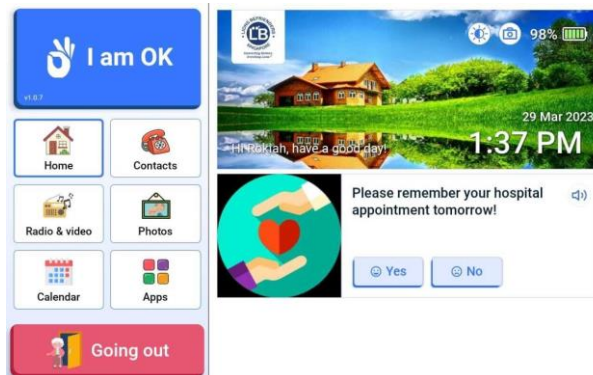 I am OK
v1.0.7
Home
Contacts
Radio & video
Photos
Calendar
Apps
Going out
LB
98%
29 Mar 2023
1:37 PM
Hi Rokiah, have a good day!
Please remember your hospital
appointment tomorrow!
Yes
No